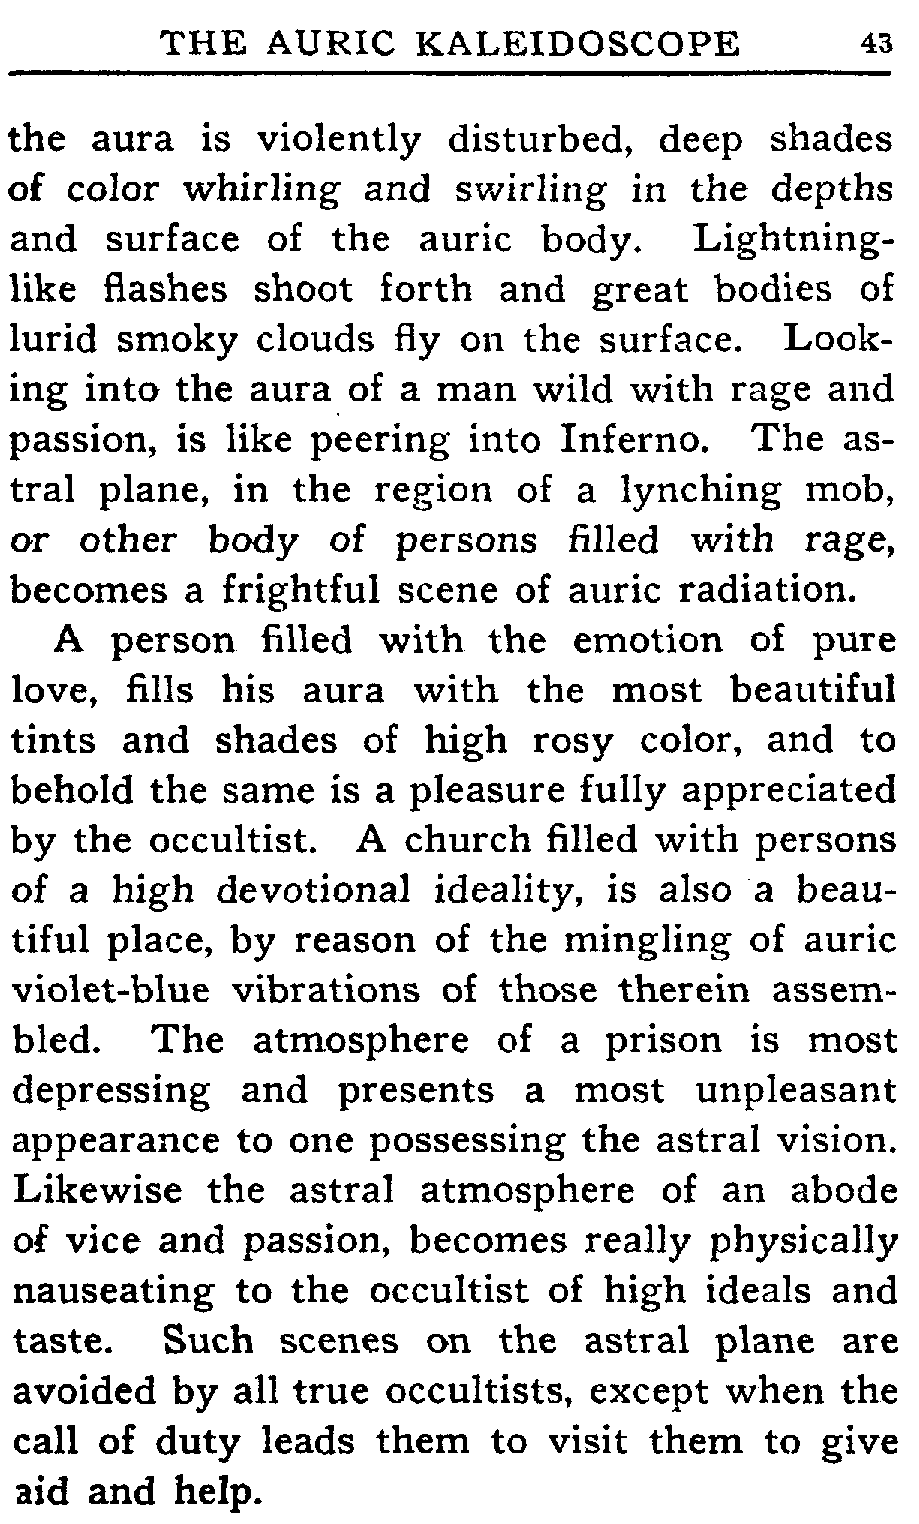 THE AURIC KALEIDOSCOPE 43
the aura is violently disturbed, deep shades
of color whirling and swirling in the depths
and surface of the auric body. Lightning-
like flashes shoot forth and great bodies of
lurid smoky clouds fly on the surface. Look-
ing into the aura of a man wild with rage and
passion, is like peering into Inferno. The as-
tral plane, in the region of a lynching mob,
or other body of persons filled with rage,
becomes a frightful scene of auric radiation.
A person filled with the emotion of pure
love, fills his aura with the most beautiful
tints and shades of high rosy color, and to
behold the same is a pleasure fully appreciated
by the occultist. A church filled with persons
of a high devotional ideality, is also a beau-
tiful place, by reason of the mingling of auric
violet-blue vibrations of those therein assem-
bled. The atmosphere of a prison is most
depressing and presents a most unpleasant
appearance to one possessing the astral vision.
Likewise the astral atmosphere of an abode
of vice and passion, becomes really physically
nauseating to the occultist of high ideals and
taste. Such scenes on the astral plane are
avoided by all true occultists, except when the
call of duty leads them to visit them to give
aid and help.